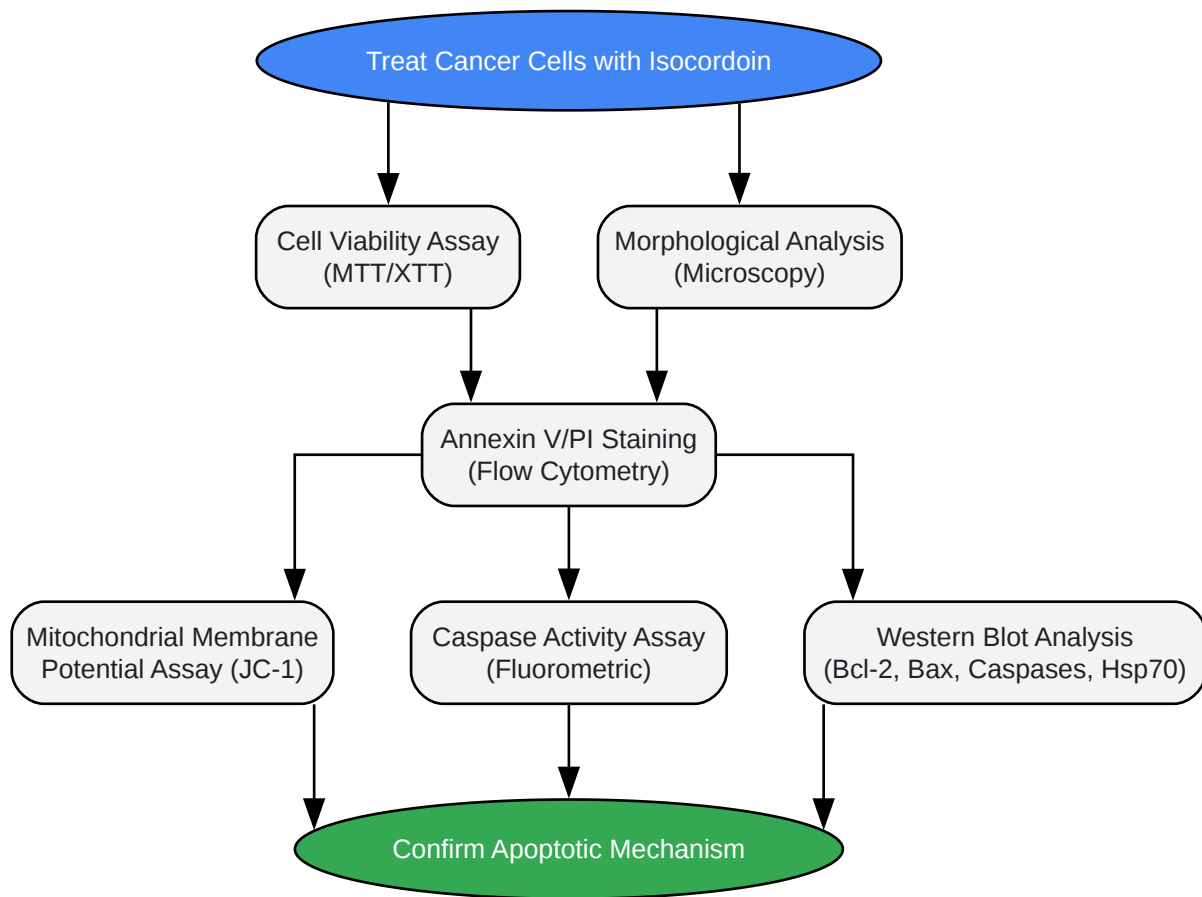 Treat Cancer Cells with Isocordoin
Cell Viability Assay
(MTT/XTT)
Morphological Analysis
(Microscopy)
Annexin V/PI Staining
(Flow Cytometry)
Mitochondrial Membrane
Potential Assay (JC-1)
Caspase Activity Assay
(Fluorometric)
Western Blot Analysis
(Bcl-2, Bax, Caspases, Hsp70)
Confirm Apoptotic Mechanism